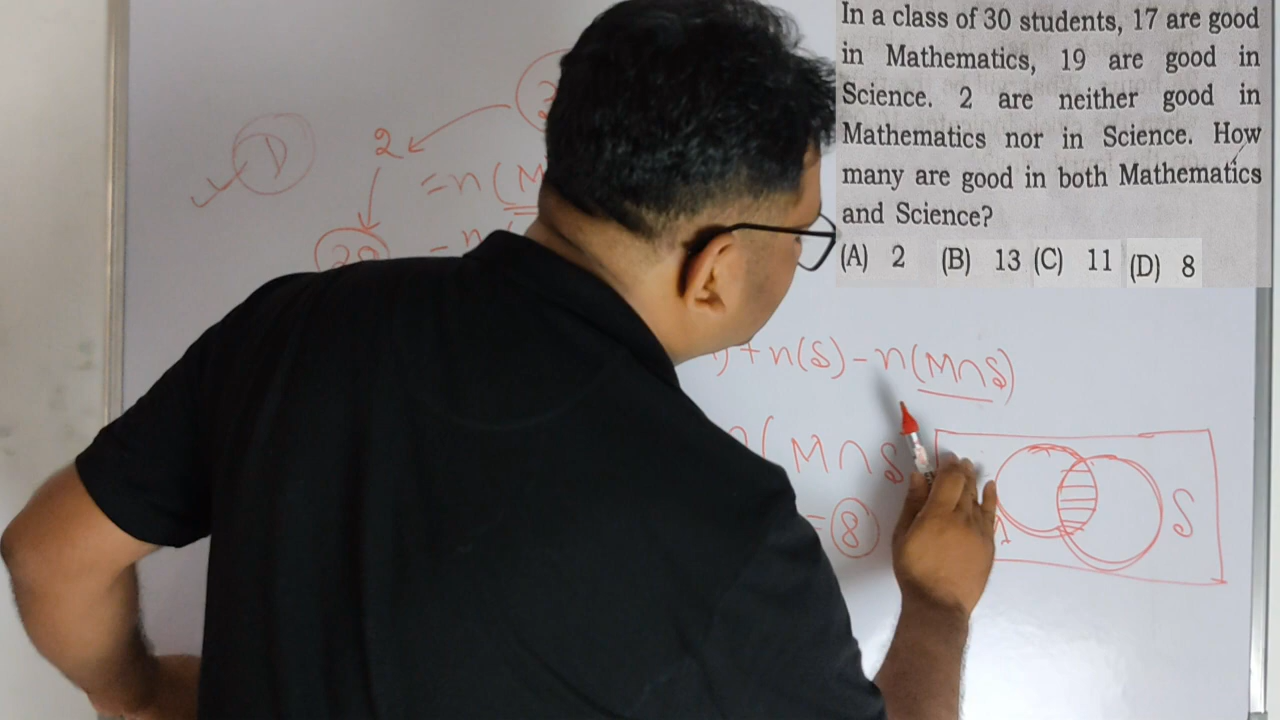 In a class of 30 students, 17 are good
in Mathematics, 19 are good in
Science. 2 are neither good in
Mathematics nor in Science. How
many are good in both Mathematics
and Science?
(A) 2 (B) 13 (C) 11 (D) 8
D
2
= n(M
28 - n(
) + n(S) - n(M∩S)
n(M∩S
= 8
S